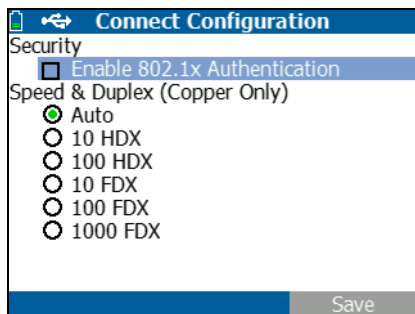 Connect Configuration
Security
Enable 802.1x Authentication
Speed & Duplex (Copper Only)
Auto
10 HDX
100 HDX
10 FDX
100 FDX
1000 FDX
Save